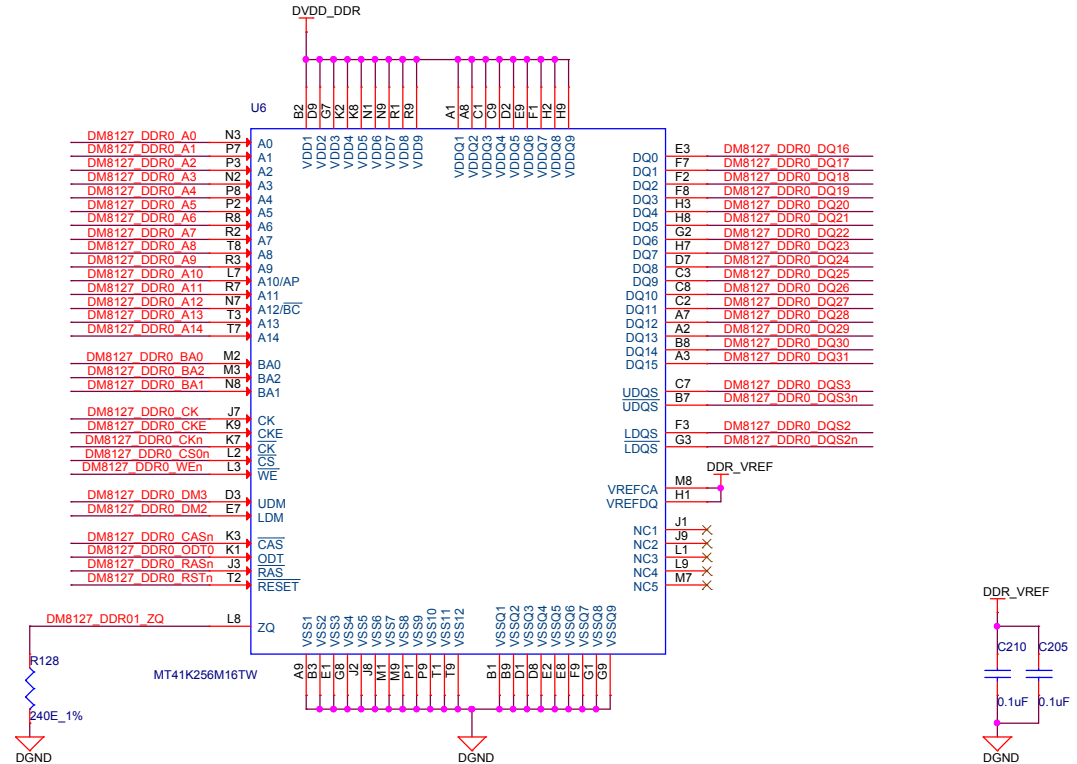 DVDD_DDR
U6
B2 D9 G7 K2 K8 N1 N9 R1 R9 A1 A8 C1 C9 D2 E9 F1 H2 H9
VDD1 VDD2 VDD3 VDD4 VDD5 VDD6 VDD7 VDD8 VDD9 VDDQ1 VDDQ2 VDDQ3 VDDQ4 VDDQ5 VDDQ6 VDDQ7 VDDQ8 VDDQ9
DM8127_DDR0_A0 N3 A0
DM8127_DDR0_A1 P7 A1
DM8127_DDR0_A2 P3 A2
DM8127_DDR0_A3 N2 A3
DM8127_DDR0_A4 P8 A4
DM8127_DDR0_A5 P2 A5
DM8127_DDR0_A6 R8 A6
DM8127_DDR0_A7 R2 A7
DM8127_DDR0_A8 T8 A8
DM8127_DDR0_A9 R3 A9
DM8127_DDR0_A10 L7 A10/AP
DM8127_DDR0_A11 R7 A11
DM8127_DDR0_A12 N7 A12/BC
DM8127_DDR0_A13 T3 A13
DM8127_DDR0_A14 T7 A14
DM8127_DDR0_BA0 M2 BA0
DM8127_DDR0_BA2 M3 BA2
DM8127_DDR0_BA1 N8 BA1
DM8127_DDR0_CK J7 CK
DM8127_DDR0_CKE K9 CKE
DM8127_DDR0_CKn K7 CK
DM8127_DDR0_CS0n L2 CS
DM8127_DDR0_WEn L3 WE
DM8127_DDR0_DM3 D3 UDM
DM8127_DDR0_DM2 E7 LDM
DM8127_DDR0_CASn K3 CAS
DM8127_DDR0_ODT0 K1 ODT
DM8127_DDR0_RASn J3 RAS
DM8127_DDR0_RSTn T2 RESET
DM8127_DDR01_ZQ L8 ZQ
DQ0 E3 DM8127_DDR0_DQ16
DQ1 F7 DM8127_DDR0_DQ17
DQ2 F2 DM8127_DDR0_DQ18
DQ3 F8 DM8127_DDR0_DQ19
DQ4 H3 DM8127_DDR0_DQ20
DQ5 H8 DM8127_DDR0_DQ21
DQ6 G2 DM8127_DDR0_DQ22
DQ7 H7 DM8127_DDR0_DQ23
DQ8 D7 DM8127_DDR0_DQ24
DQ9 C3 DM8127_DDR0_DQ25
DQ10 C8 DM8127_DDR0_DQ26
DQ11 C2 DM8127_DDR0_DQ27
DQ12 A7 DM8127_DDR0_DQ28
DQ13 A2 DM8127_DDR0_DQ29
DQ14 B8 DM8127_DDR0_DQ30
DQ15 A3 DM8127_DDR0_DQ31
UDQS C7 DM8127_DDR0_DQS3
UDQS B7 DM8127_DDR0_DQS3n
LDQS F3 DM8127_DDR0_DQS2
LDQS G3 DM8127_DDR0_DQS2n
DDR_VREF
VREFCA M8
VREFDQ H1
NC1 J1
NC2 J9
NC3 L1
NC4 L9
NC5 M7
VSS1 VSS2 VSS3 VSS4 VSS5 VSS6 VSS7 VSS8 VSS9 VSS10 VSS11 VSS12 VSSQ1 VSSQ2 VSSQ3 VSSQ4 VSSQ5 VSSQ6 VSSQ7 VSSQ8 VSSQ9
A9 B3 E1 G8 J2 J8 M1 M9 P1 P9 T1 T9 B1 B9 D1 D8 E2 E8 F9 G1 G9
MT41K256M16TW
R128
240E_1%
DGND
DGND
DDR_VREF
C210 C205
0.1uF 0.1uF
DGND